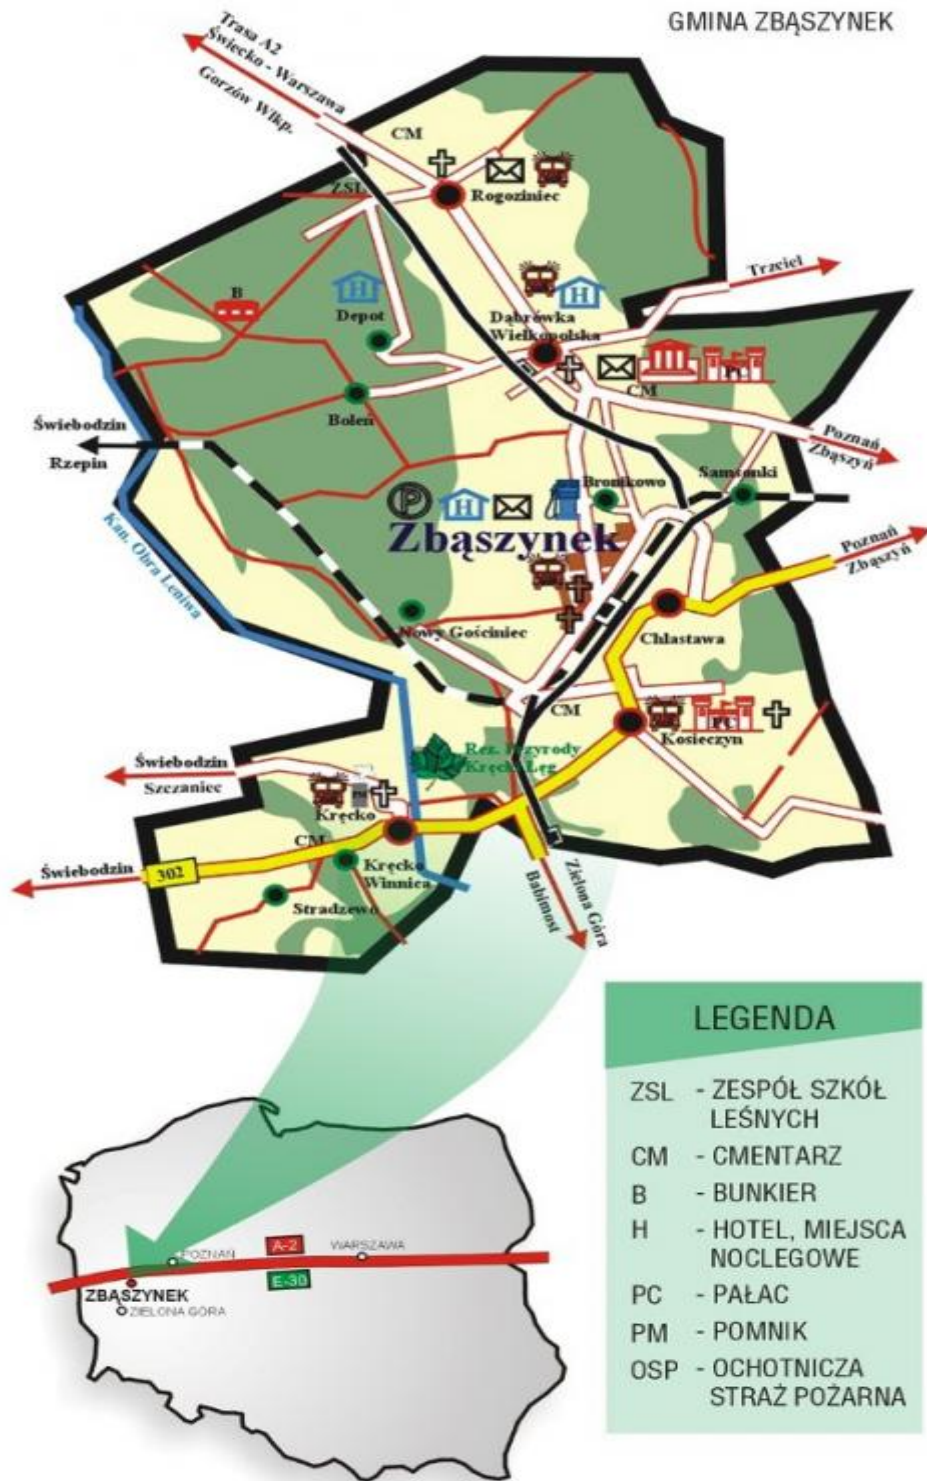 GMINA ZBĄSZYNEK
Trasa A2
Świecko - Warszawa
Gorzów Wlkp.
CM
ZSL
Rogoziniec
Trzciel
B
H
Depot
H
Dąbrówka
Wielkopolska
PC
CM
Boleń
Świebodzin
Rzepin
Poznań
Zbąszyń
Samsonki
Bronikowo
P
H
Zbąszynek
Kan. Obra Leniwa
Poznań
Zbąszyń
Nowy Gościniec
Chlastawa
CM
PC
Kosieczyn
Rez. Przyrody
Kręcki Łęg
Świebodzin
Szczaniec
PM
Kręcko
CM
Świebodzin
302
Kręcko
Winnica
Stradzewo
Babimost
Zielona Góra
LEGENDA
ZSL - ZESPÓŁ SZKÓŁ
LEŚNYCH
CM - CMENTARZ
B - BUNKIER
H - HOTEL, MIEJSCA
NOCLEGOWE
PC - PAŁAC
PM - POMNIK
OSP - OCHOTNICZA
STRAŻ POŻARNA
POZNAŃ
A-2
WARSZAWA
E-30
ZBĄSZYNEK
ZIELONA GÓRA